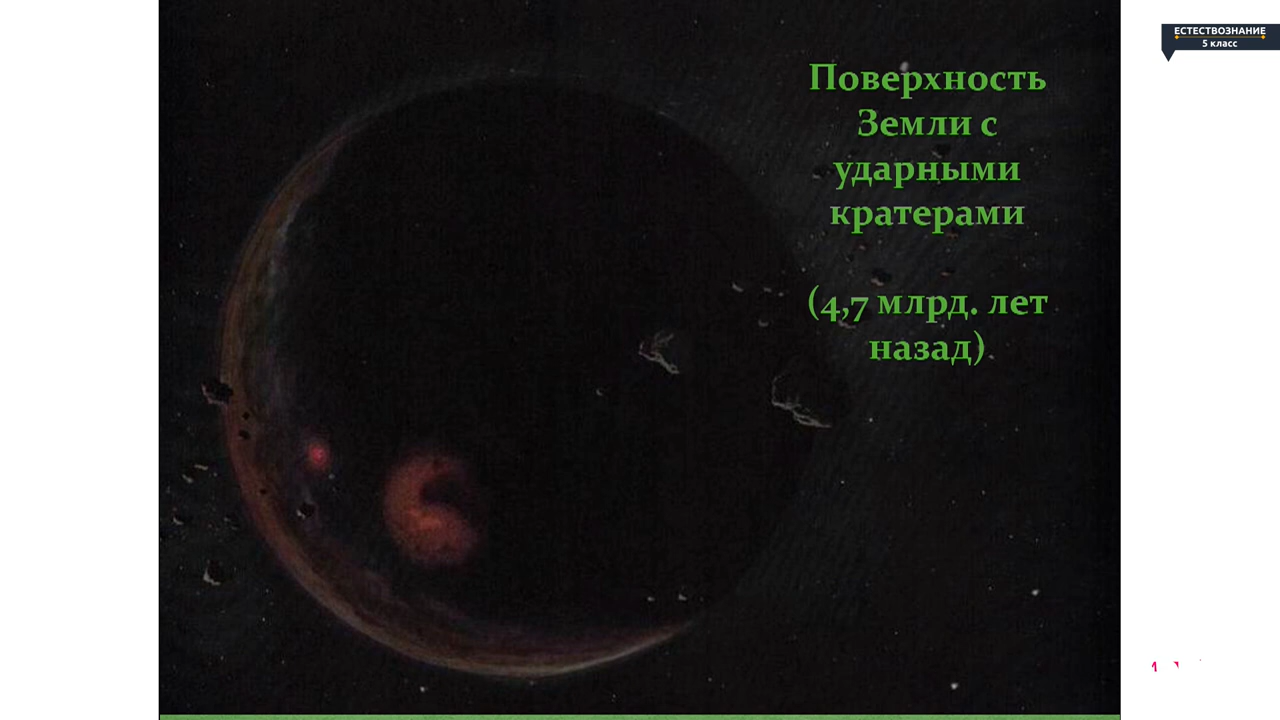 ЕСТЕСТВОЗНАНИЕ
5 класс
Поверхность
Земли с
ударными
кратерами
(4,7 млрд. лет
назад)